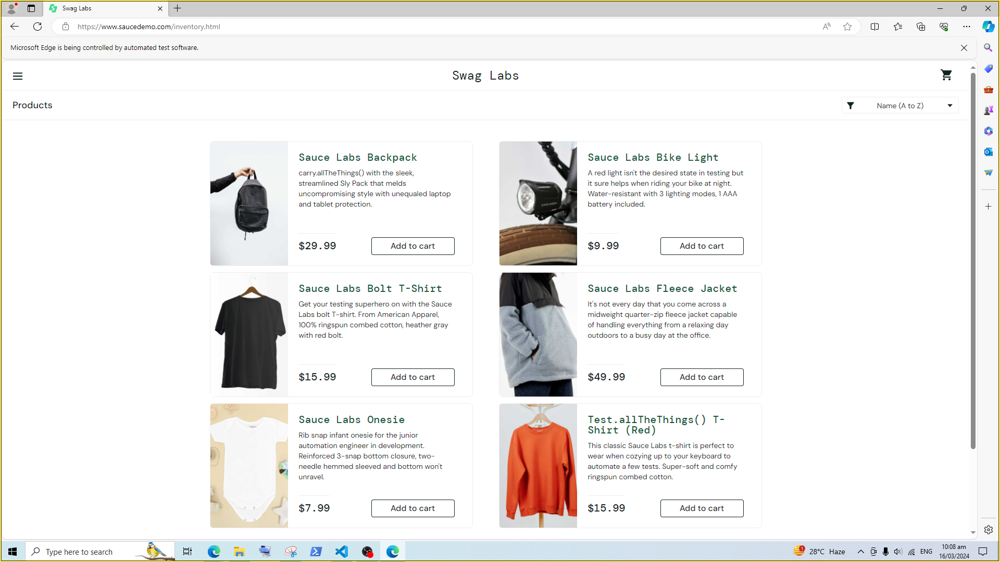 Swag Labs
https://www.saucedemo.com/inventory.html
Microsoft Edge is being controlled by automated test software.
Swag Labs
Products
Name (A to Z)
Sauce Labs Backpack
carry.allTheThings() with the sleek,
streamlined Sly Pack that melds
uncompromising style with unequaled laptop
and tablet protection.
$29.99
Add to cart
Sauce Labs Bike Light
A red light isn't the desired state in testing but
it sure helps when riding your bike at night.
Water-resistant with 3 lighting modes, 1 AAA
battery included.
$9.99
Add to cart
Sauce Labs Bolt T-Shirt
Get your testing superhero on with the Sauce
Labs bolt T-shirt. From American Apparel,
100% ringspun combed cotton, heather gray
with red bolt.
$15.99
Add to cart
Sauce Labs Fleece Jacket
It's not every day that you come across a
midweight quarter-zip fleece jacket capable
of handling everything from a relaxing day
outdoors to a busy day at the office.
$49.99
Add to cart
Sauce Labs Onesie
Rib snap infant onesie for the junior
automation engineer in development.
Reinforced 3-snap bottom closure, two-
needle hemmed sleeved and bottom won't
unravel.
$7.99
Add to cart
Test.allTheThings() T-
Shirt (Red)
This classic Sauce Labs t-shirt is perfect to
wear when cozying up to your keyboard to
automate a few tests. Super-soft and comfy
ringspun combed cotton.
$15.99
Add to cart
Type here to search
1
28°C Haze
ENG
10:08 am
16/03/2024